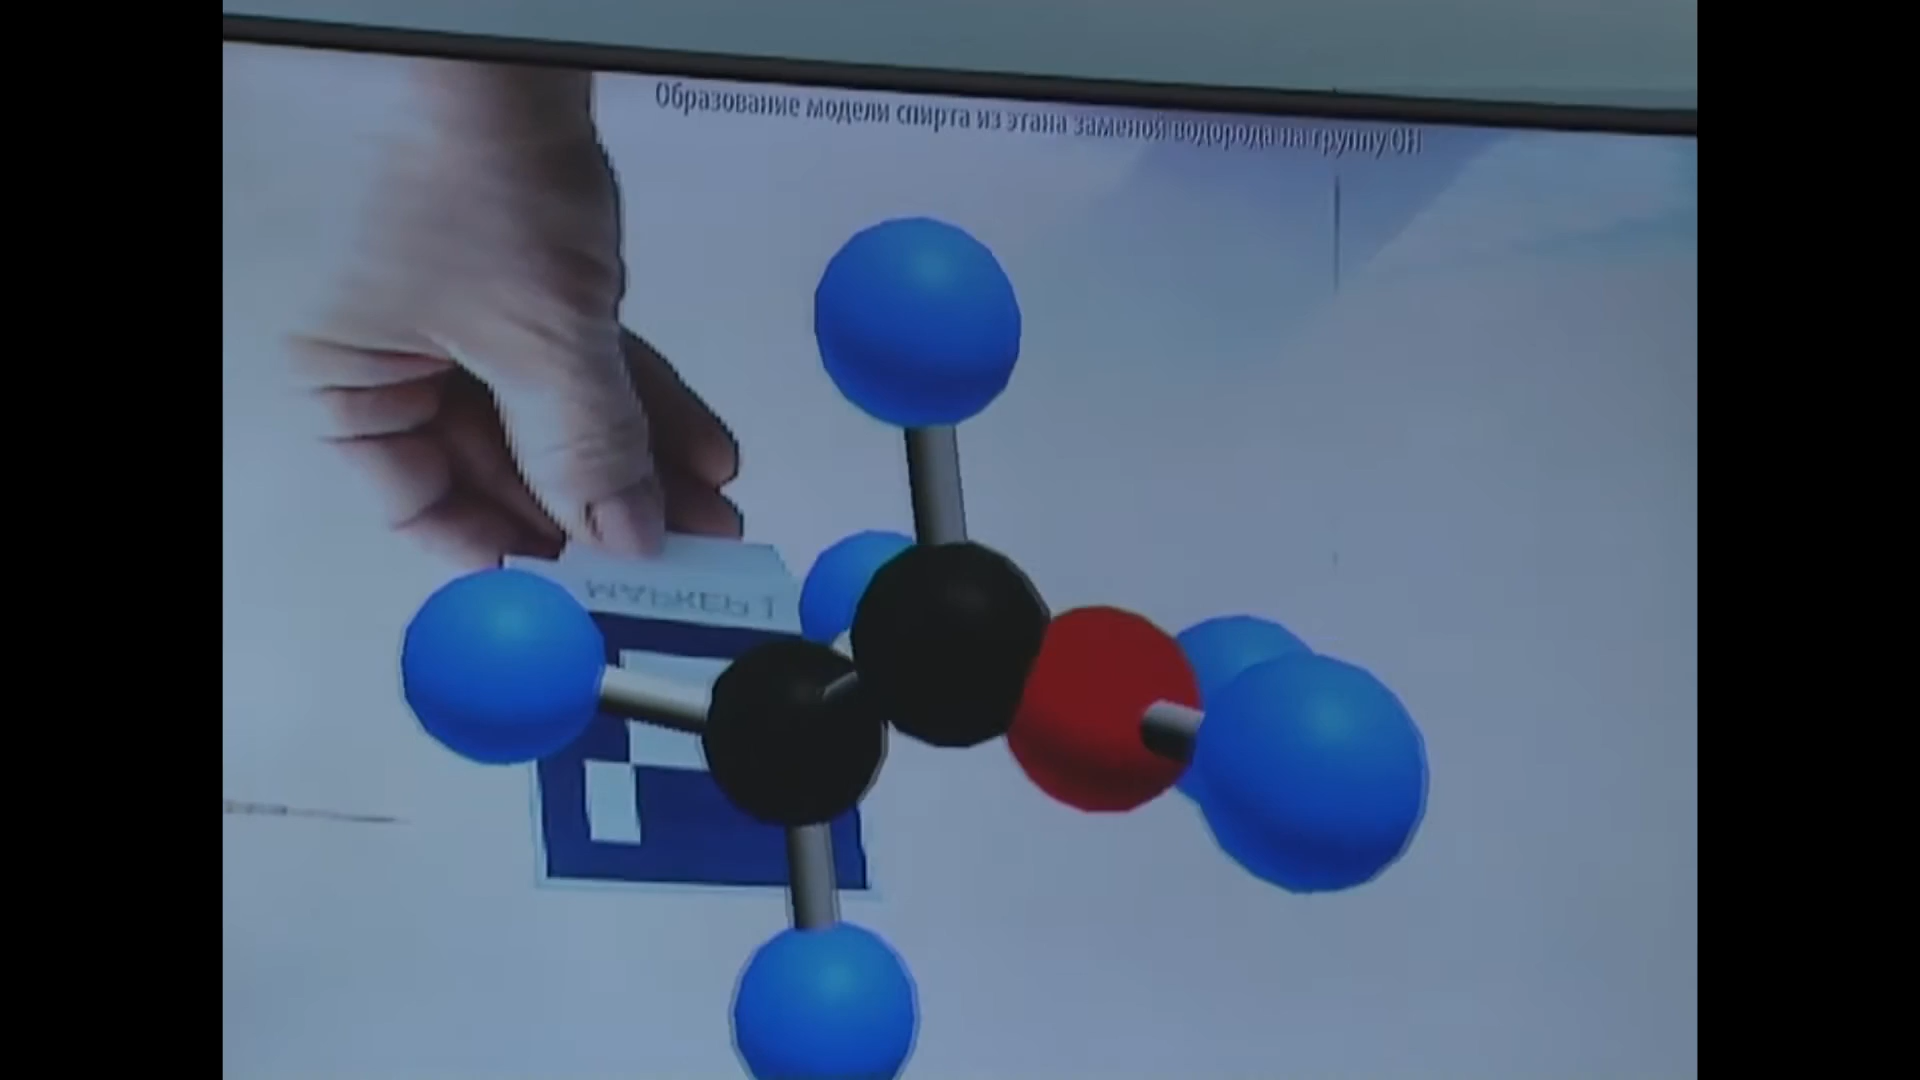 Образование модели спирта из этана заменой водорода на группу ОН
МАРКЕР 1